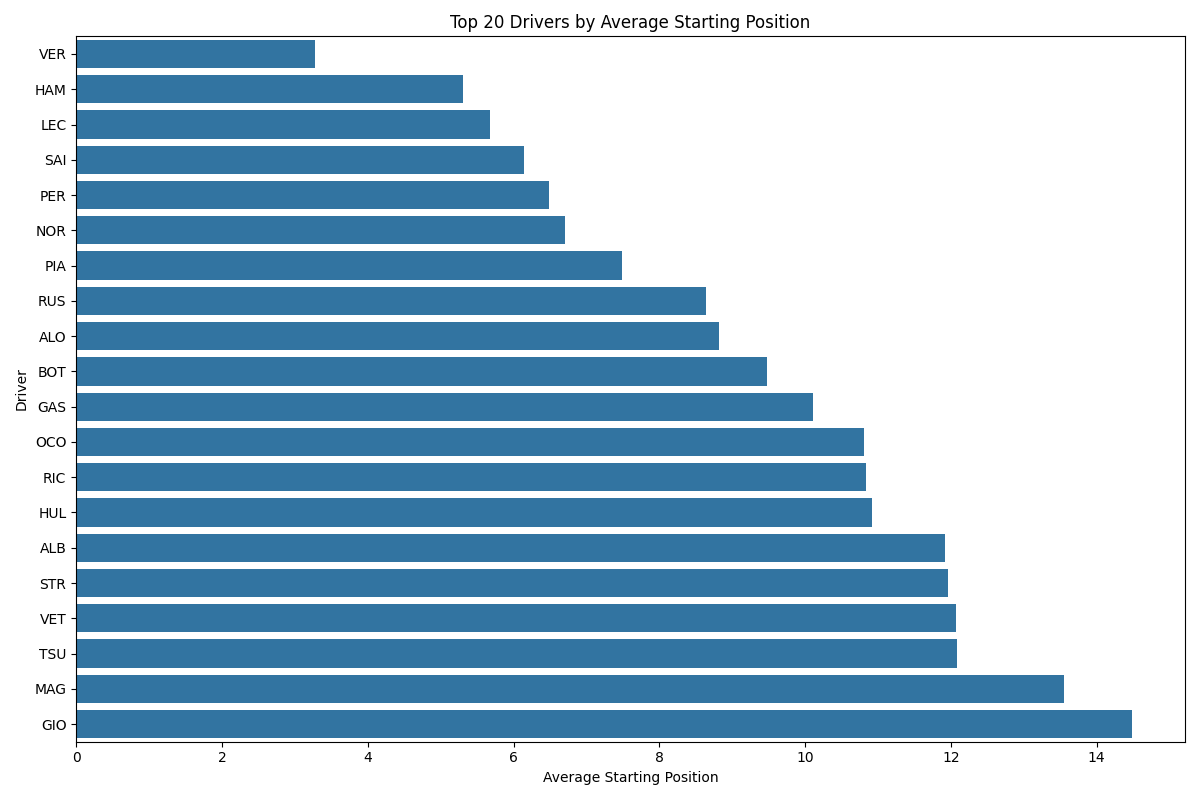 Top 20 Drivers by Average Starting Position
Driver
VER
HAM
LEC
SAI
PER
NOR
PIA
RUS
ALO
BOT
GAS
OCO
RIC
HUL
ALB
STR
VET
TSU
MAG
GIO
0 2 4 6 8 10 12 14
Average Starting Position